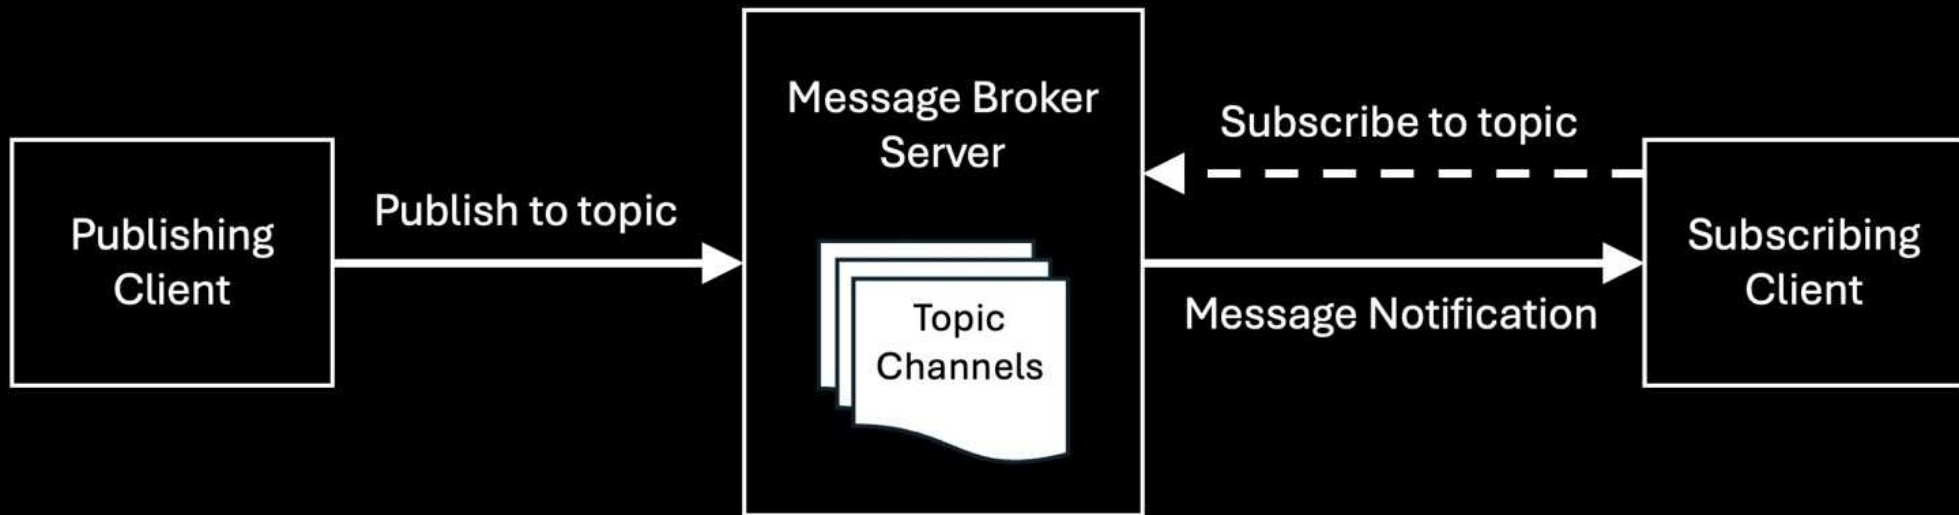 Publishing
Client
Publish to topic
Message Broker
Server
Topic
Channels
Subscribe to topic
Message Notification
Subscribing
Client